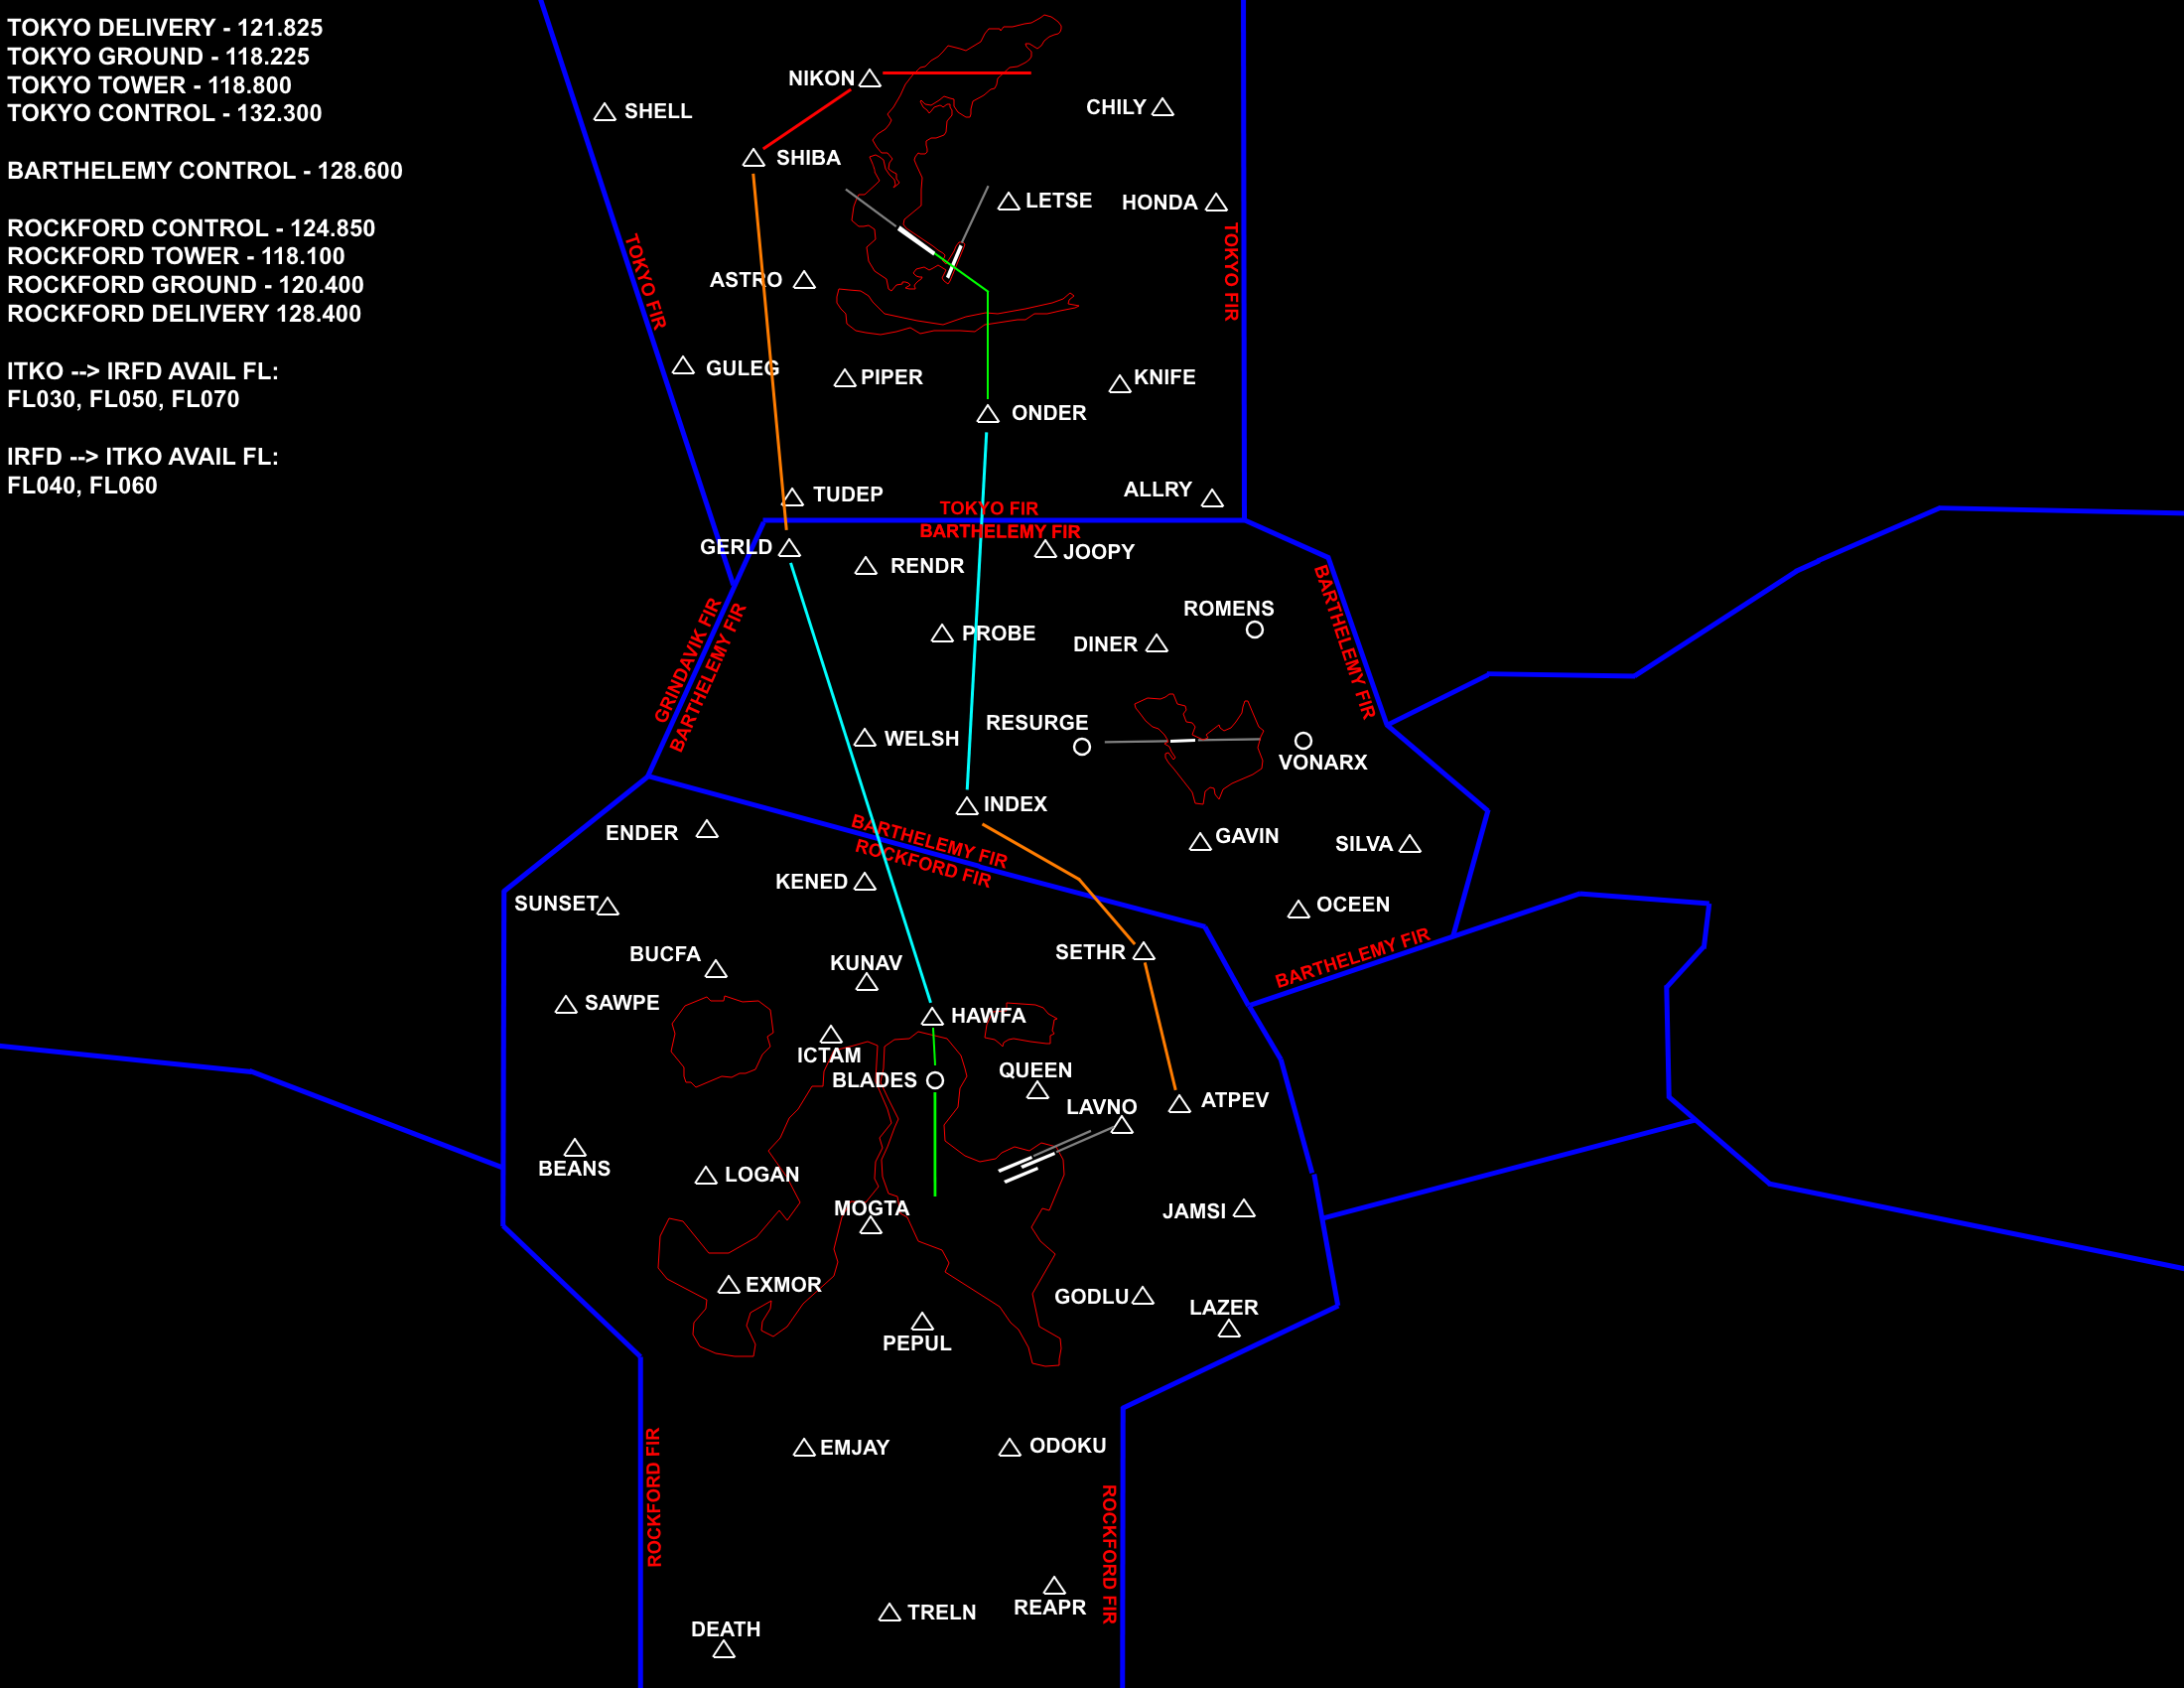 TOKYO DELIVERY - 121.825
TOKYO GROUND - 118.225
TOKYO TOWER - 118.800
TOKYO CONTROL - 132.300
BARTHELEMY CONTROL - 128.600
ROCKFORD CONTROL - 124.850
ROCKFORD TOWER - 118.100
ROCKFORD GROUND - 120.400
ROCKFORD DELIVERY 128.400
ITKO --> IRFD AVAIL FL:
FL030, FL050, FL070
IRFD --> ITKO AVAIL FL:
FL040, FL060
NIKON
SHELL
CHILY
SHIBA
LETSE
HONDA
TOKYO FIR
TOKYO FIR
ASTRO
GULEG
PIPER
KNIFE
ONDER
TUDEP
ALLRY
TOKYO FIR
BARTHELEMY FIR
GERLD
RENDR
JOOPY
BARTHELEMY FIR
GRINDAVIK FIR
BARTHELEMY FIR
ROMENS
PROBE
DINER
RESURGE
WELSH
VONARX
INDEX
ENDER
BARTHELEMY FIR
ROCKFORD FIR
GAVIN
SILVA
KENED
SUNSET
OCEEN
BARTHELEMY FIR
BUCFA
KUNAV
SETHR
SAWPE
HAWFA
ICTAM
BLADES
QUEEN
LAVNO
ATPEV
BEANS
LOGAN
MOGTA
JAMSI
EXMOR
GODLU
LAZER
PEPUL
EMJAY
ODOKU
ROCKFORD FIR
ROCKFORD FIR
TRELN
REAPR
DEATH